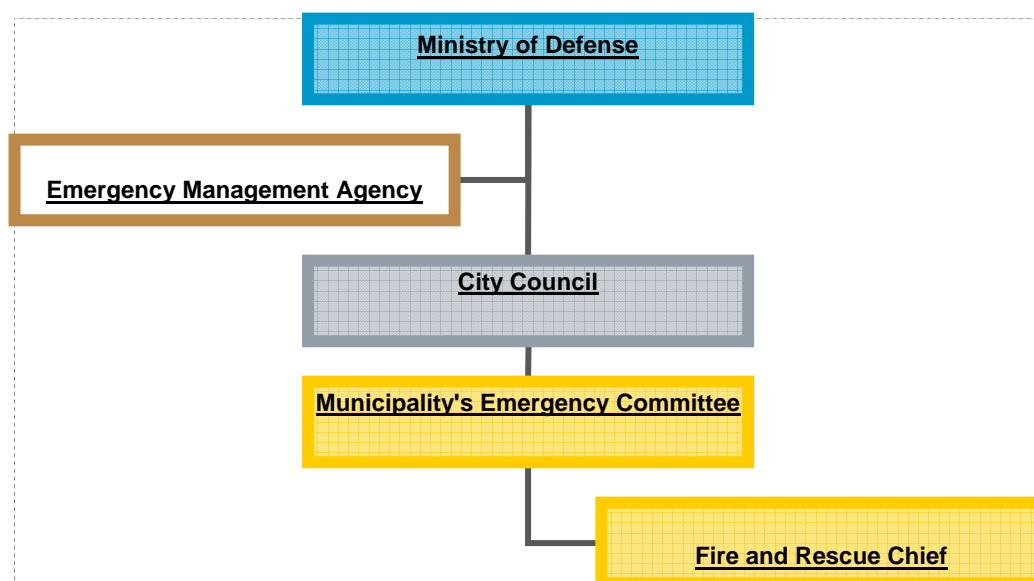 Ministry of Defense
Emergency Management Agency
City Council
Municipality's Emergency Committee
Fire and Rescue Chief